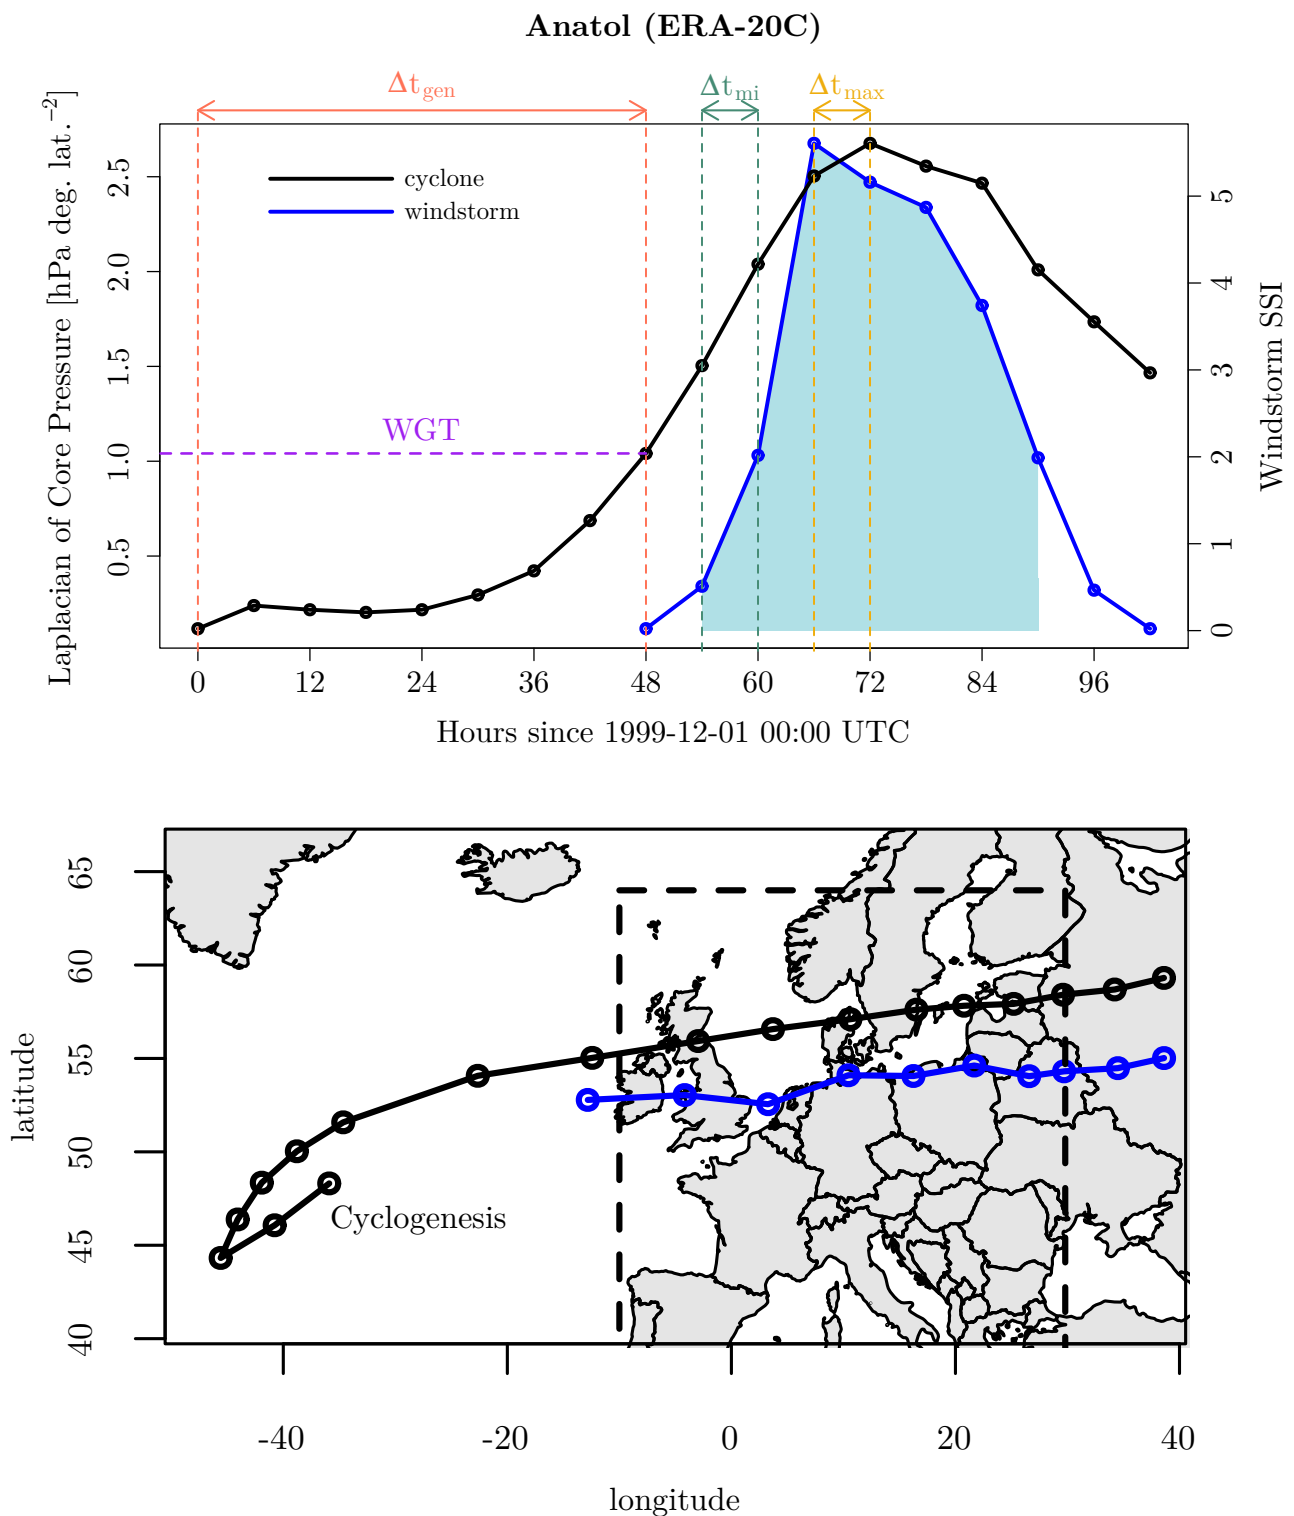 Anatol (ERA-20C)
Δtgen Δtmi Δtmax
Laplacian of Core Pressure [hPa deg. lat.−2]
2.5
2.0
1.5
1.0
0.5
cyclone
windstorm
WGT
5
4
3
2
1
0
Windstorm SSI
0 12 24 36 48 60 72 84 96
Hours since 1999-12-01 00:00 UTC
latitude
65
60
55
50
45
40
Cyclogenesis
-40 -20 0 20 40
longitude